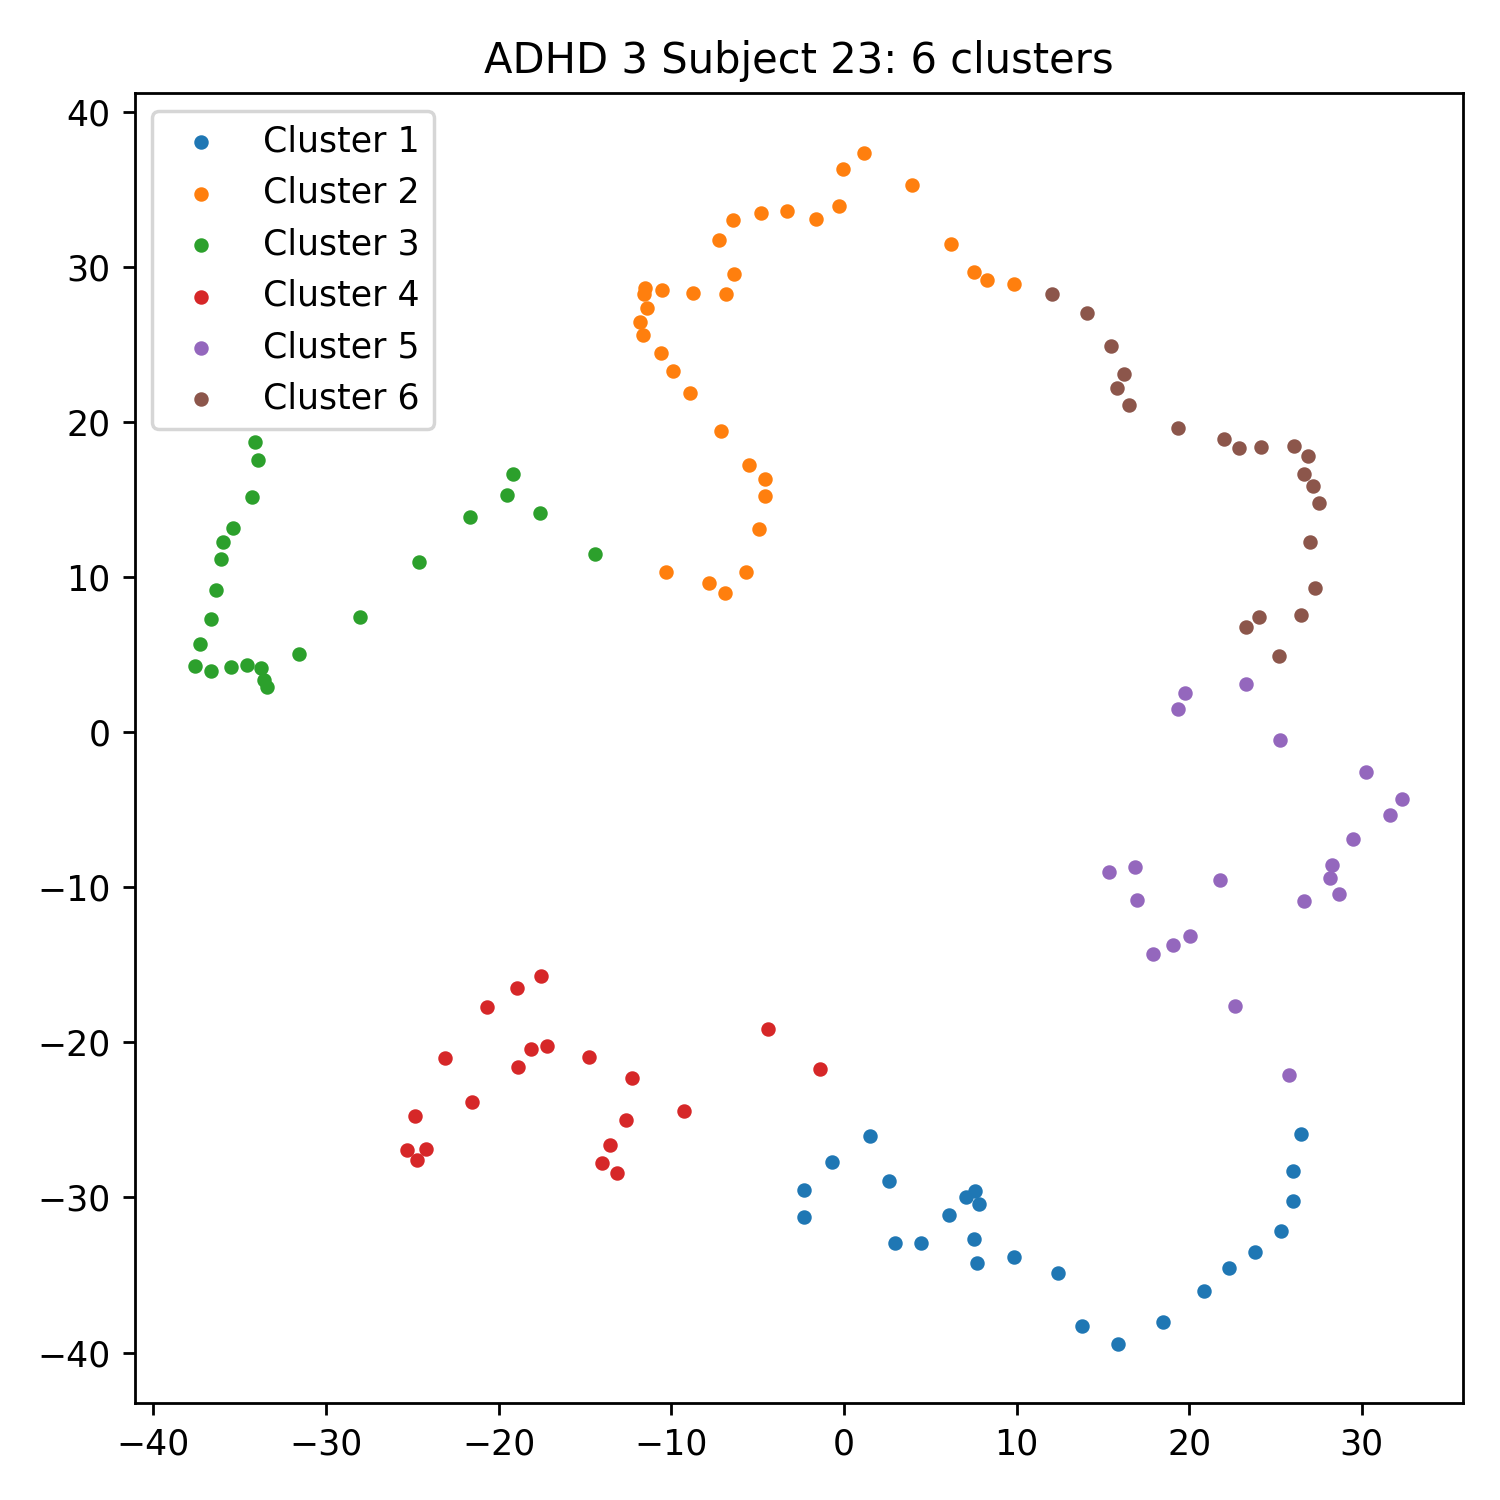 ADHD 3 Subject 23: 6 clusters
40
30
20
10
0
−10
−20
−30
−40
Cluster 1
Cluster 2
Cluster 3
Cluster 4
Cluster 5
Cluster 6
−40 −30 −20 −10 0 10 20 30